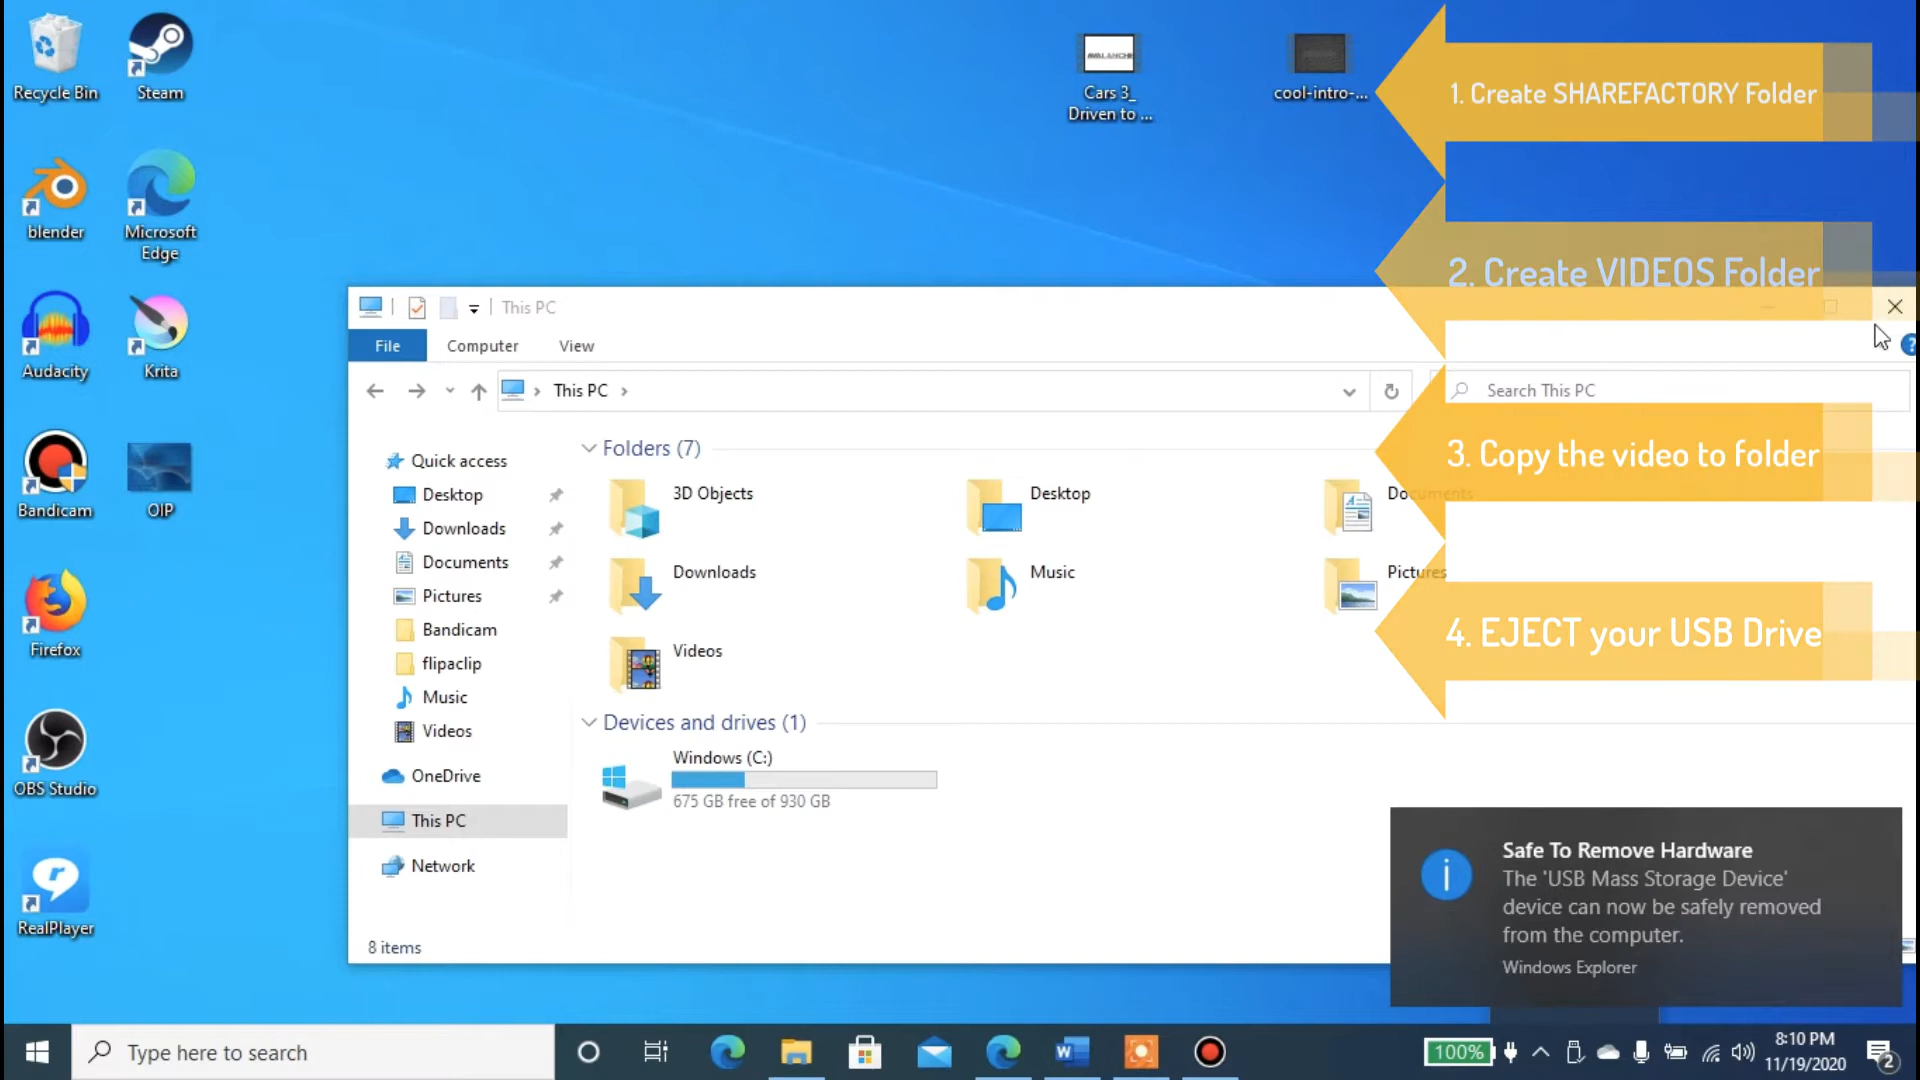 Recycle Bin
Steam
AVALANCHE
Cars 3_
Driven to ...
cool-intro-...
1. Create SHAREFACTORY Folder
blender
Microsoft
Edge
2. Create VIDEOS Folder
This PC
File
Computer
View
Audacity
Krita
This PC
Search This PC
Quick access
Folders (7)
3. Copy the video to folder
Desktop
3D Objects
Desktop
Documents
Bandicam
OIP
Downloads
Documents
Downloads
Music
Pictures
Pictures
Bandicam
4. EJECT your USB Drive
Firefox
flipaclip
Videos
Music
Videos
Devices and drives (1)
OBS Studio
OneDrive
Windows (C:)
675 GB free of 930 GB
This PC
Network
RealPlayer
8 items
Safe To Remove Hardware
The 'USB Mass Storage Device'
device can now be safely removed
from the computer.
Windows Explorer
Type here to search
100%
8:10 PM
11/19/2020
2